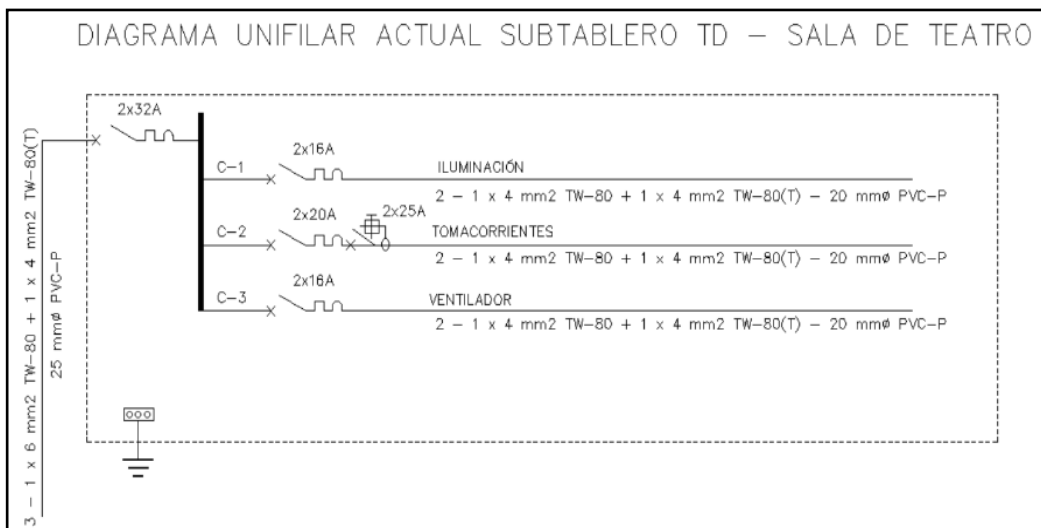 DIAGRAMA UNIFILAR ACTUAL SUBTABLERO TD – SALA DE TEATRO
2x32A
3 – 1 x 6 mm2 TW–80 + 1 x 4 mm2 TW–80(T)
25 mmø PVC–P
C–1
2x16A
ILUMINACIÓN
2 – 1 x 4 mm2 TW–80 + 1 x 4 mm2 TW–80(T) – 20 mmø PVC–P
C–2
2x20A
2x25A
TOMACORRIENTES
2 – 1 x 4 mm2 TW–80 + 1 x 4 mm2 TW–80(T) – 20 mmø PVC–P
C–3
2x16A
VENTILADOR
2 – 1 x 4 mm2 TW–80 + 1 x 4 mm2 TW–80(T) – 20 mmø PVC–P